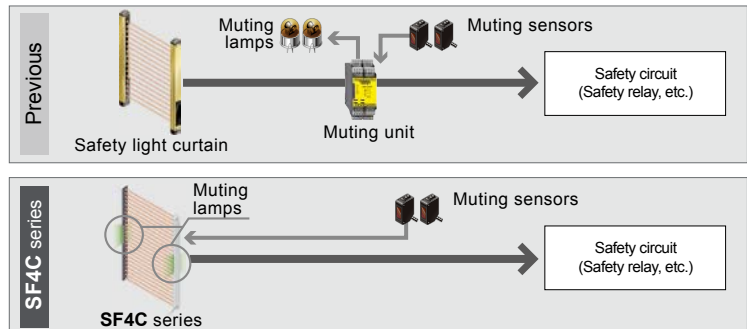 Previous
Muting
lamps
Muting sensors
Safety light curtain
Muting unit
Safety circuit
(Safety relay, etc.)
SF4C series
Muting
lamps
Muting sensors
SF4C series
Safety circuit
(Safety relay, etc.)